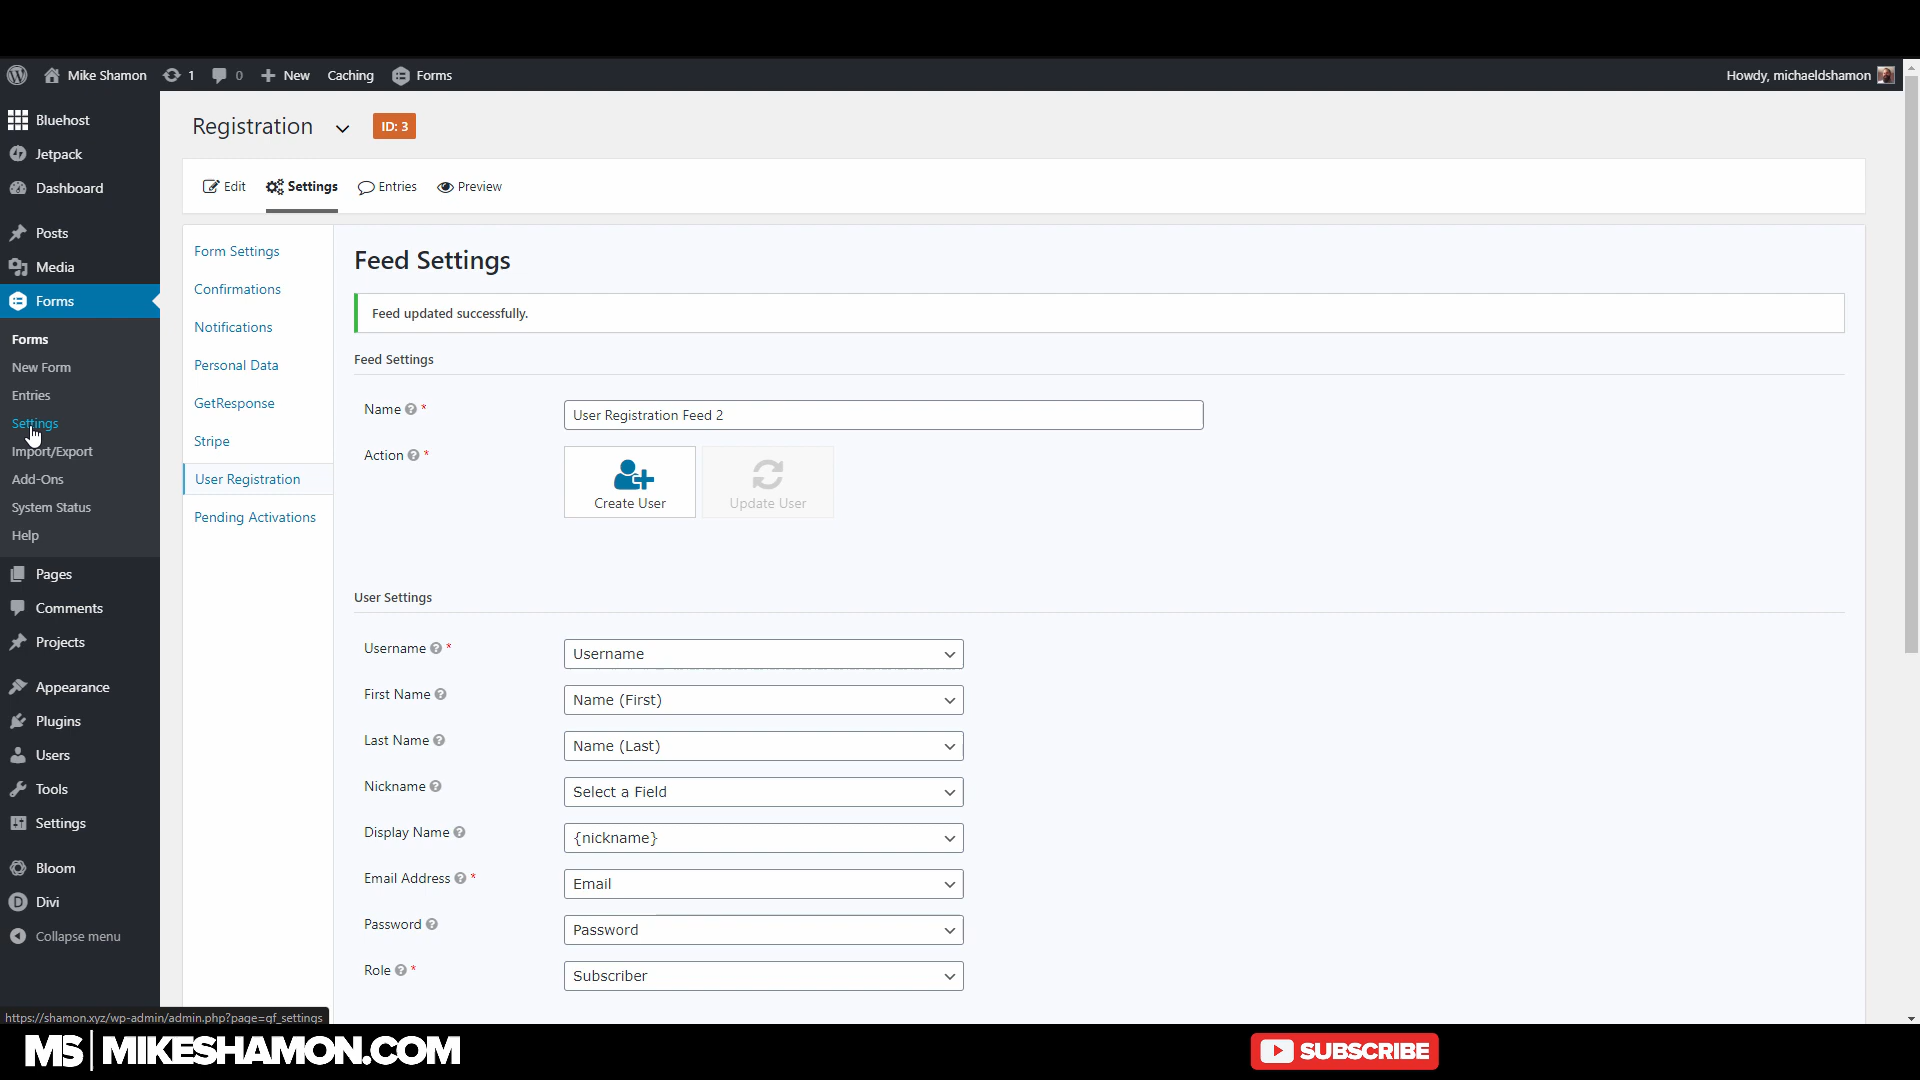 Mike Shamon 1 0 New Caching Forms Howdy, michaeldshamon
Bluehost
Jetpack
Dashboard
Posts
Media
Forms
Forms
New Form
Entries
Settings
Import/Export
Add-Ons
System Status
Help
Pages
Comments
Projects
Appearance
Plugins
Users
Tools
Settings
Bloom
Divi
Collapse menu
Registration ID: 3
Edit Settings Entries Preview
Form Settings
Confirmations
Notifications
Personal Data
GetResponse
Stripe
User Registration
Pending Activations
Feed Settings
Feed updated successfully.
Feed Settings
Name * User Registration Feed 2
Action * Create User Update User
User Settings
Username * Username
First Name Name (First)
Last Name Name (Last)
Nickname Select a Field
Display Name {nickname}
Email Address * Email
Password Password
Role * Subscriber
https://shamon.xyz/wp-admin/admin.php?page=gf_settings
MS | MIKESHAMON.COM SUBSCRIBE